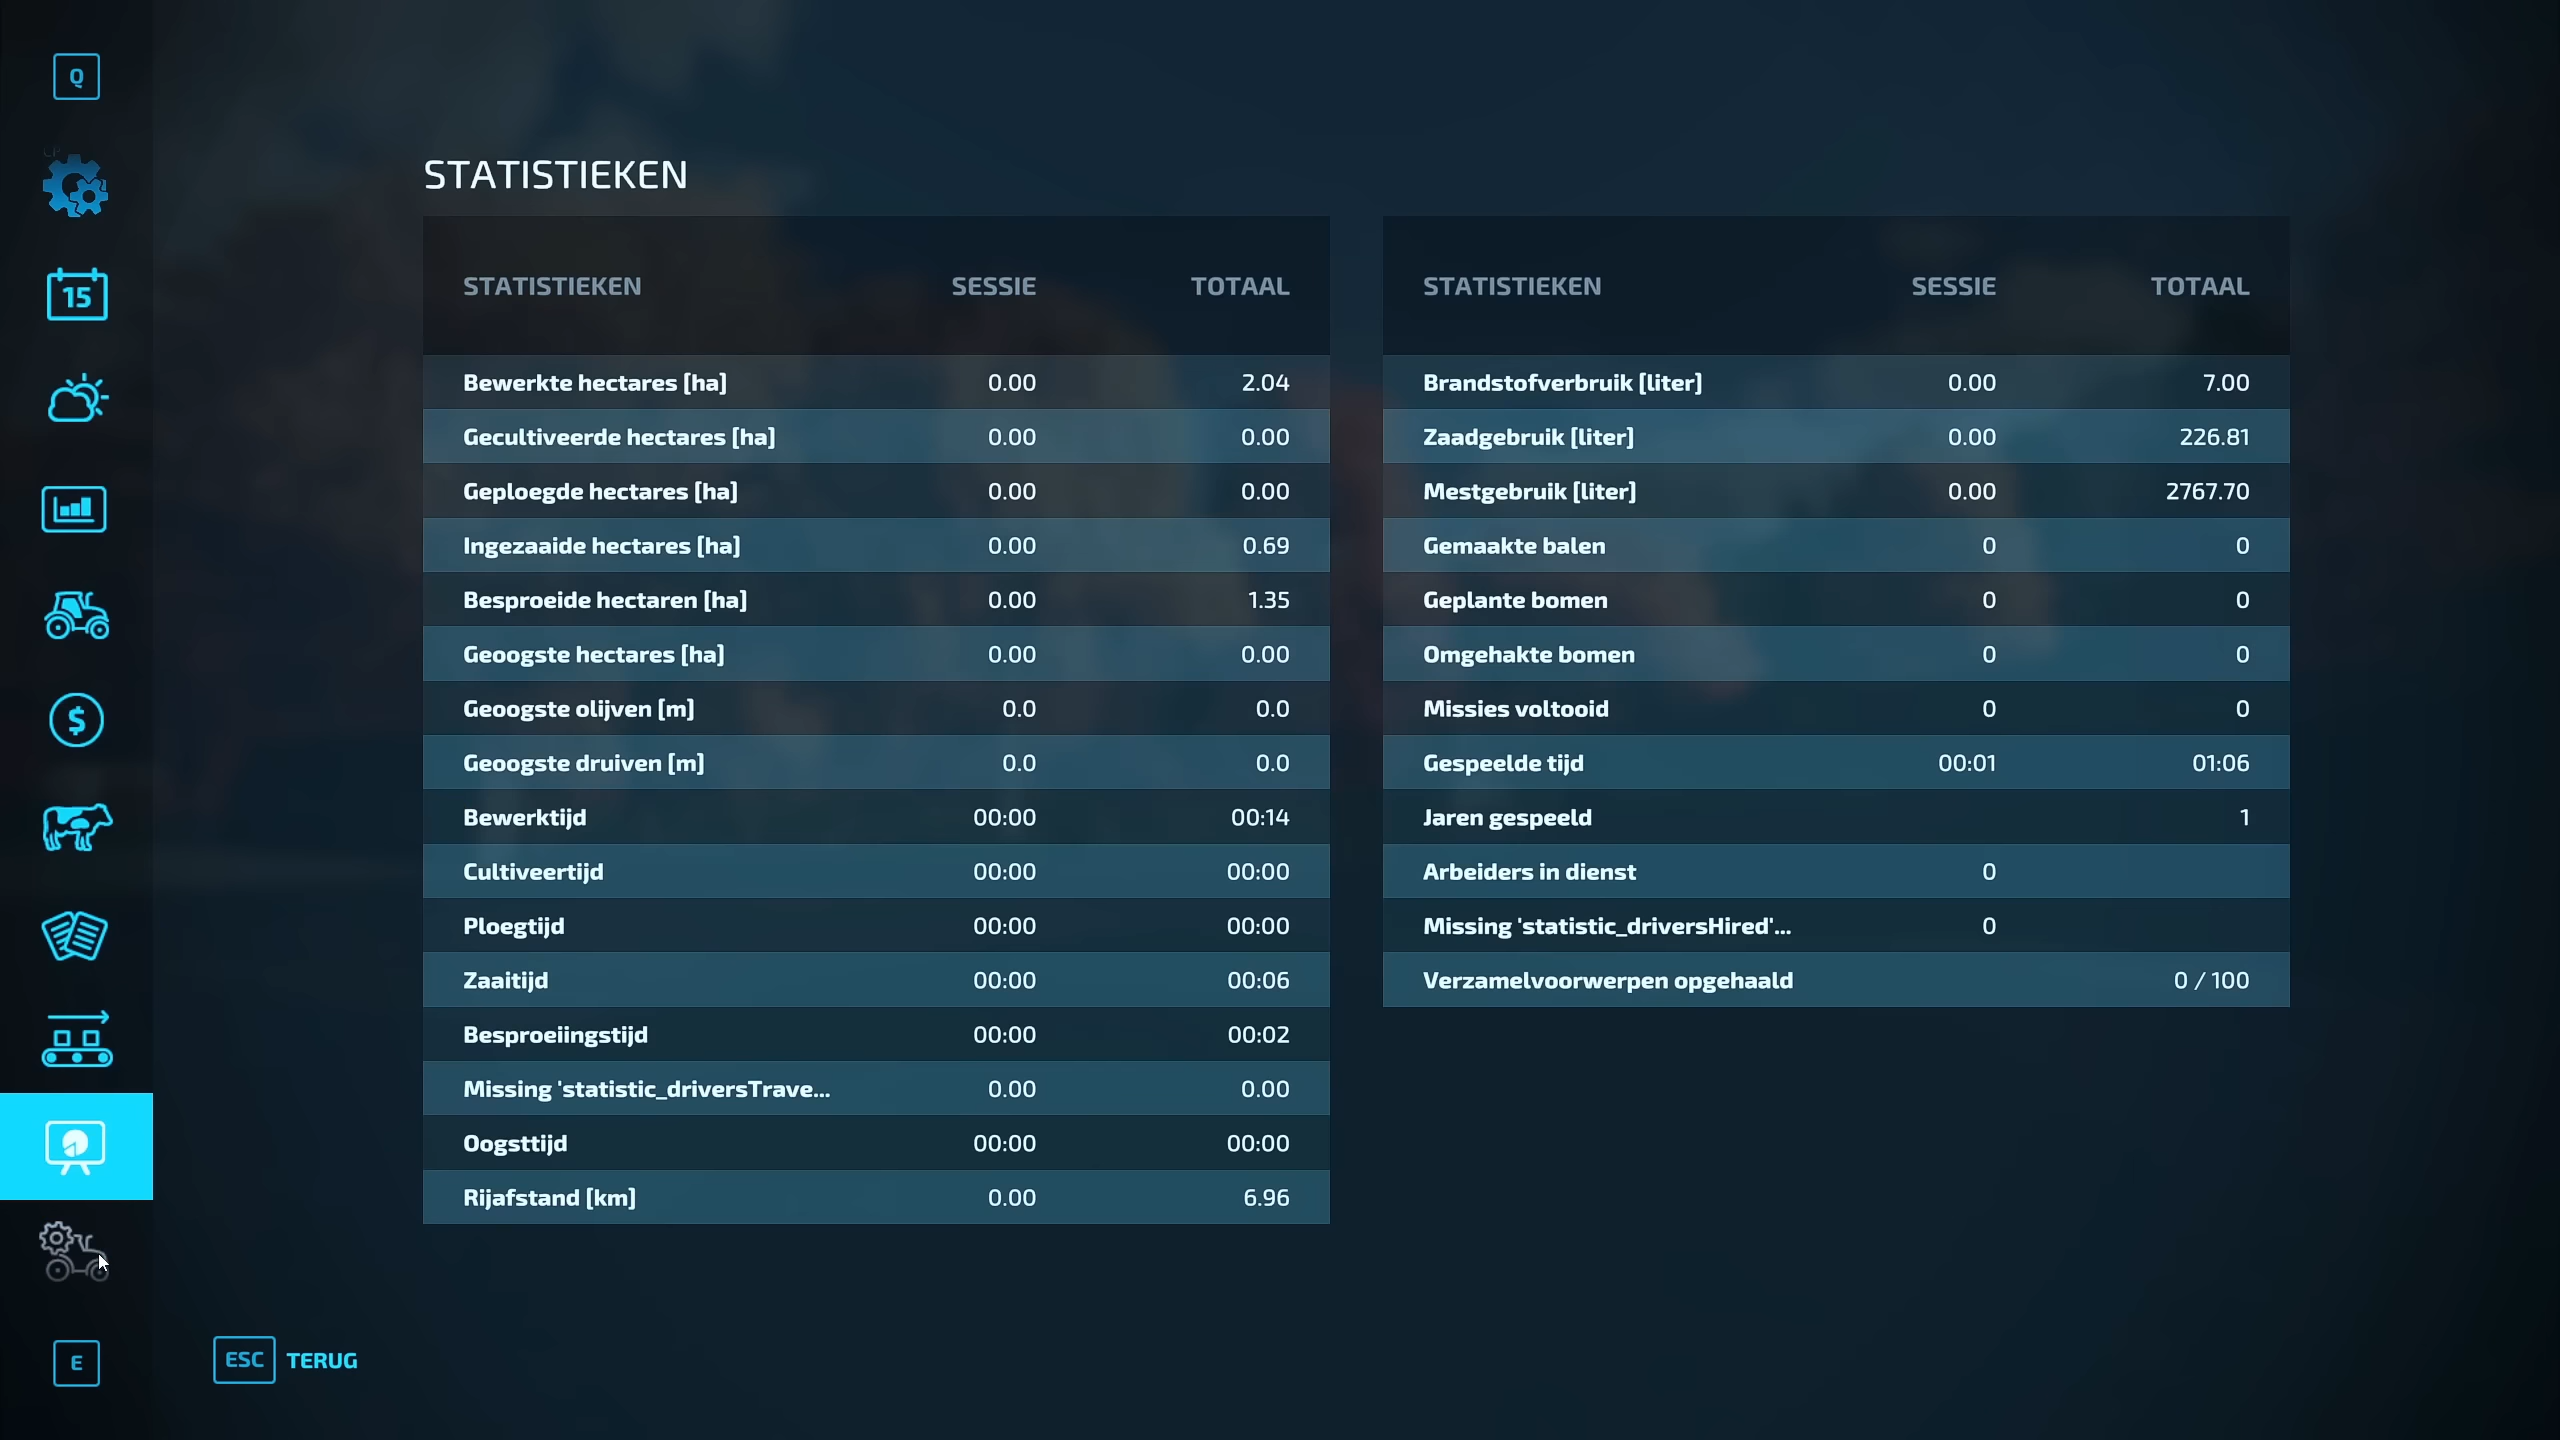 Q
15
$
E
STATISTIEKEN
STATISTIEKEN SESSIE TOTAAL
Bewerkte hectares [ha] 0.00 2.04
Gecultiveerde hectares [ha] 0.00 0.00
Geploegde hectares [ha] 0.00 0.00
Ingezaaide hectares [ha] 0.00 0.69
Besproeide hectaren [ha] 0.00 1.35
Geoogste hectares [ha] 0.00 0.00
Geoogste olijven [m] 0.0 0.0
Geoogste druiven [m] 0.0 0.0
Bewerktijd 00:00 00:14
Cultiveertijd 00:00 00:00
Ploegtijd 00:00 00:00
Zaaitijd 00:00 00:06
Besproeiingstijd 00:00 00:02
Missing 'statistic_driversTrave... 0.00 0.00
Oogsttijd 00:00 00:00
Rijafstand [km] 0.00 6.96
STATISTIEKEN SESSIE TOTAAL
Brandstofverbruik [liter] 0.00 7.00
Zaadgebruik [liter] 0.00 226.81
Mestgebruik [liter] 0.00 2767.70
Gemaakte balen 0 0
Geplante bomen 0 0
Omgehakte bomen 0 0
Missies voltooid 0 0
Gespeelde tijd 00:01 01:06
Jaren gespeeld 1
Arbeiders in dienst 0
Missing 'statistic_driversHired'... 0
Verzamelvoorwerpen opgehaald 0 / 100
ESC TERUG